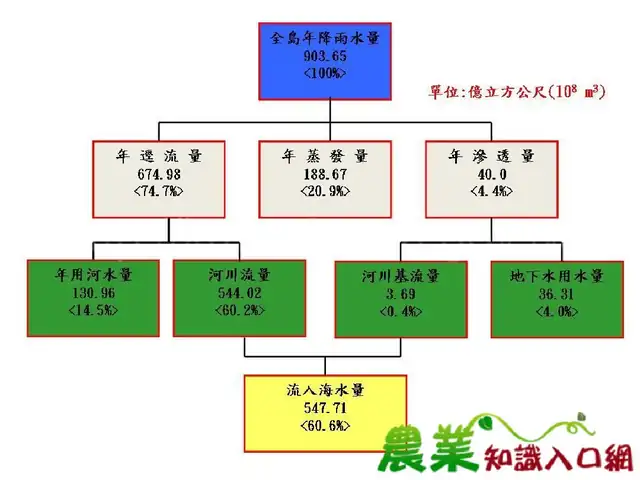 全島年降雨水量
903.65
<100%>
單位:億立方公尺(10⁸ m³)
年逕流量
674.98
<74.7%>
年蒸發量
188.67
<20.9%>
年滲透量
40.0
<4.4%>
年用河水量
130.96
<14.5%>
河川流量
544.02
<60.2%>
河川基流量
3.69
<0.4%>
地下水用水量
36.31
<4.0%>
流入海水量
547.71
<60.6%>
農業知識入口網